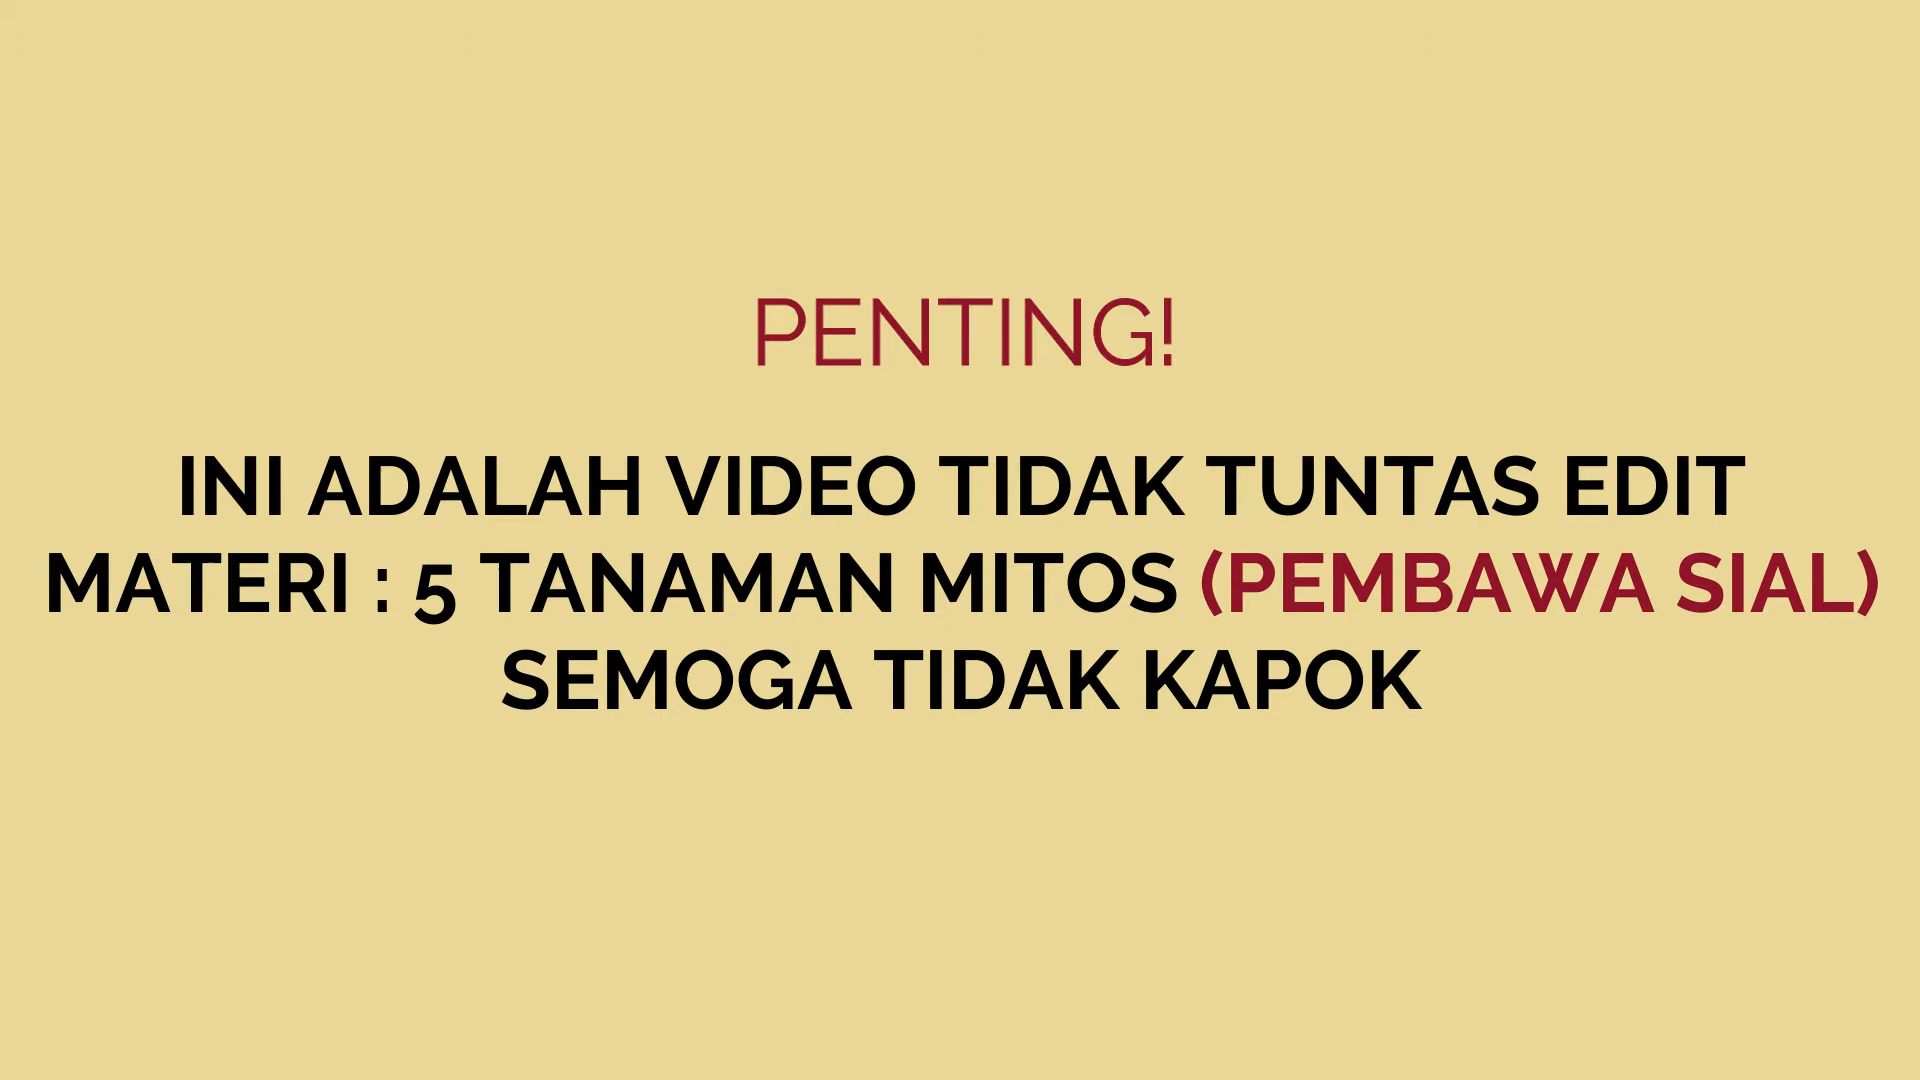 PENTING!
INI ADALAH VIDEO TIDAK TUNTAS EDIT
MATERI : 5 TANAMAN MITOS (PEMBAWA SIAL)
SEMOGA TIDAK KAPOK